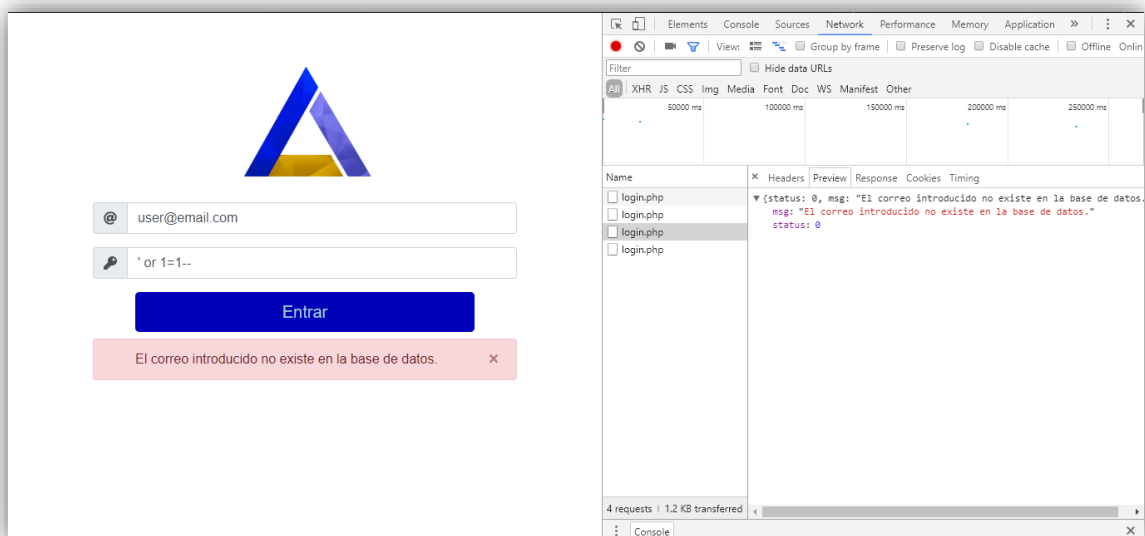 user@email.com
' or 1=1--
Entrar
El correo introducido no existe en la base de datos. ×
Elements Console Sources Network Performance Memory Application » ⋮ ×
View: Group by frame Preserve log Disable cache Offline Onlin
Filter Hide data URLs
All XHR JS CSS Img Media Font Doc WS Manifest Other
50000 ms 100000 ms 150000 ms 200000 ms 250000 ms
Name
login.php
login.php
login.php
login.php
× Headers Preview Response Cookies Timing
▼ {status: 0, msg: "El correo introducido no existe en la base de datos.
msg: "El correo introducido no existe en la base de datos."
status: 0
4 requests | 1.2 KB transferred
⋮ Console ×